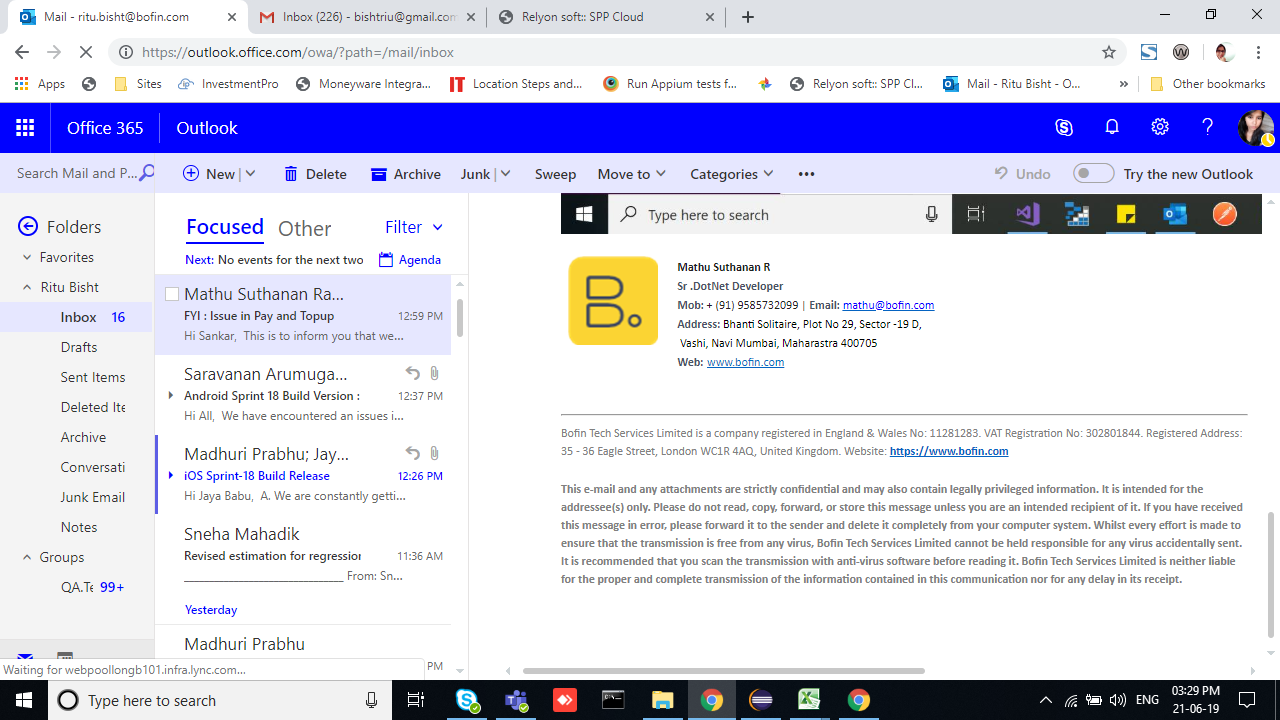 Mail - ritu.bisht@bofin.com
Inbox (226) - bishtriu@gmail.com
Relyon soft:: SPP Cloud
https://outlook.office.com/owa/?path=/mail/inbox
Apps
Sites
InvestmentPro
Moneyware Integra...
Location Steps and...
Run Appium tests f...
Relyon soft:: SPP Cl...
Mail - Ritu Bisht - O...
»
Other bookmarks
Office 365
Outlook
Search Mail and P...
New
Delete
Archive
Junk
Sweep
Move to
Categories
•••
Undo
Try the new Outlook
Folders
Favorites
Ritu Bisht
Inbox 16
Drafts
Sent Items
Deleted Ite
Archive
Conversati
Junk Email
Notes
Groups
QA.Te 99+
Focused
Other
Filter
Next: No events for the next two
Agenda
Mathu Suthanan Ra...
FYI : Issue in Pay and Topup 12:59 PM
Hi Sankar, This is to inform you that we...
Saravanan Arumuga...
Android Sprint 18 Build Version : 12:37 PM
Hi All, We have encountered an issues i...
Madhuri Prabhu; Jay...
iOS Sprint-18 Build Release 12:26 PM
Hi Jaya Babu, A. We are constantly getti...
Sneha Mahadik
Revised estimation for regression 11:36 AM
________________________________ From: Sn...
Yesterday
Madhuri Prabhu
PM
Type here to search
B.
Mathu Suthanan R
Sr .DotNet Developer
Mob: + (91) 9585732099 | Email: mathu@bofin.com
Address: Bhanti Solitaire, Plot No 29, Sector -19 D,
Vashi, Navi Mumbai, Maharastra 400705
Web: www.bofin.com
Bofin Tech Services Limited is a company registered in England & Wales No: 11281283. VAT Registration No: 302801844. Registered Address:
35 - 36 Eagle Street, London WC1R 4AQ, United Kingdom. Website: https://www.bofin.com
This e-mail and any attachments are strictly confidential and may also contain legally privileged information. It is intended for the
addressee(s) only. Please do not read, copy, forward, or store this message unless you are an intended recipient of it. If you have received
this message in error, please forward it to the sender and delete it completely from your computer system. Whilst every effort is made to
ensure that the transmission is free from any virus, Bofin Tech Services Limited cannot be held responsible for any virus accidentally sent.
It is recommended that you scan the transmission with anti-virus software before reading it. Bofin Tech Services Limited is neither liable
for the proper and complete transmission of the information contained in this communication nor for any delay in its receipt.
Waiting for webpoollongb101.infra.lync.com...
Type here to search
ENG
03:29 PM
21-06-19